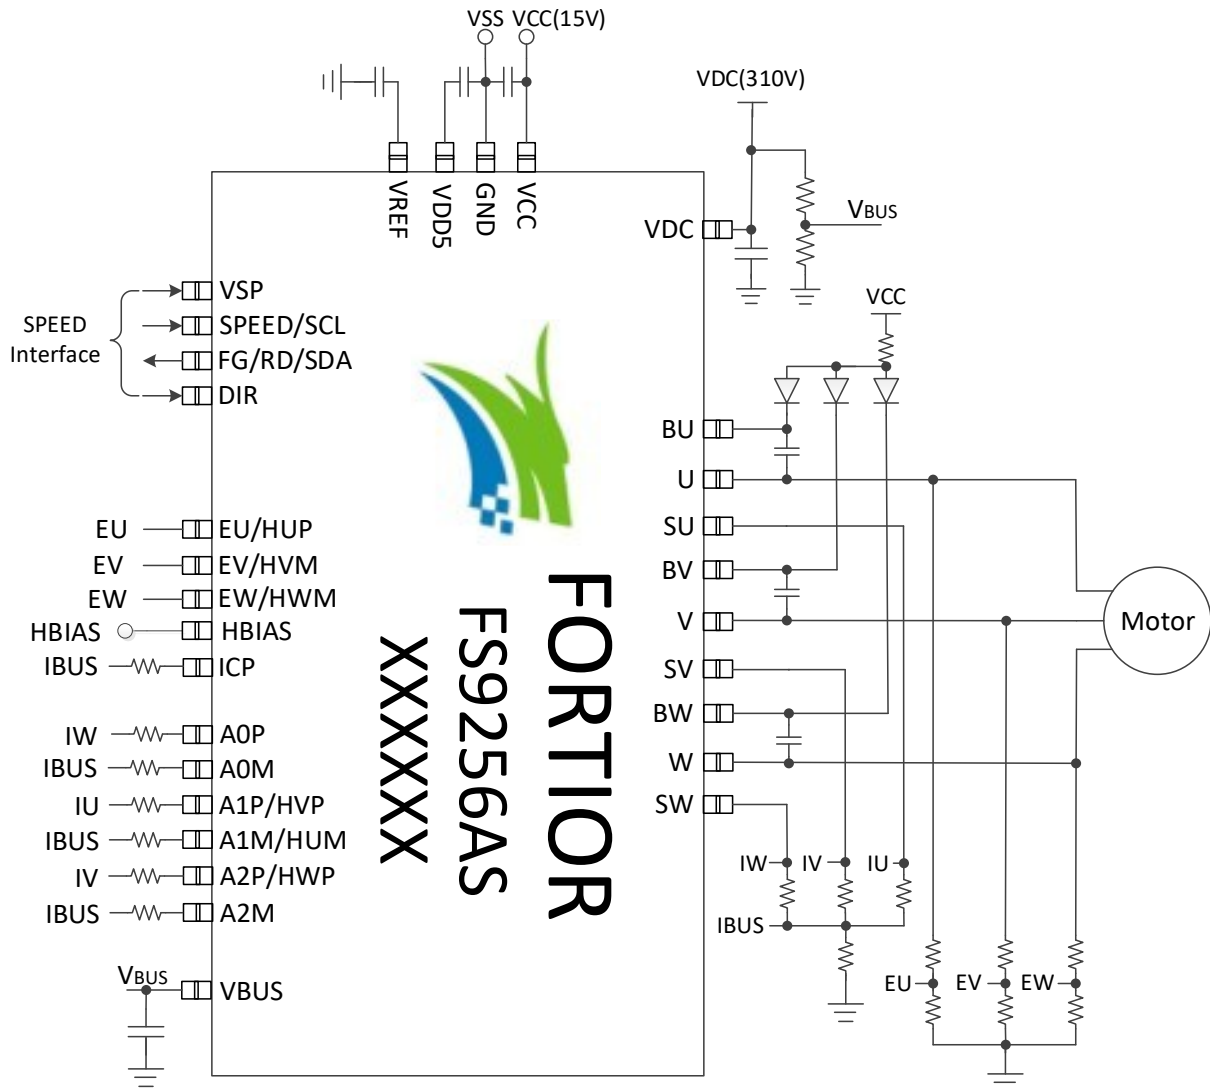 VSS VCC(15V)
VDC(310V)
VREF
VDD5
GND
VCC
VDC
VBUS
VCC
SPEED
Interface
VSP
SPEED/SCL
FG/RD/SDA
DIR
EU EU/HUP
EV EV/HVM
EW EW/HWM
HBIAS HBIAS
IBUS ICP
IW A0P
IBUS A0M
IU A1P/HVP
IBUS A1M/HUM
IV A2P/HWP
IBUS A2M
VBUS VBUS
FORTIOR
FS9256AS
XXXXXXX
BU
U
SU
BV
V
SV
BW
W
SW
Motor
IW IV IU
IBUS
EU EV EW